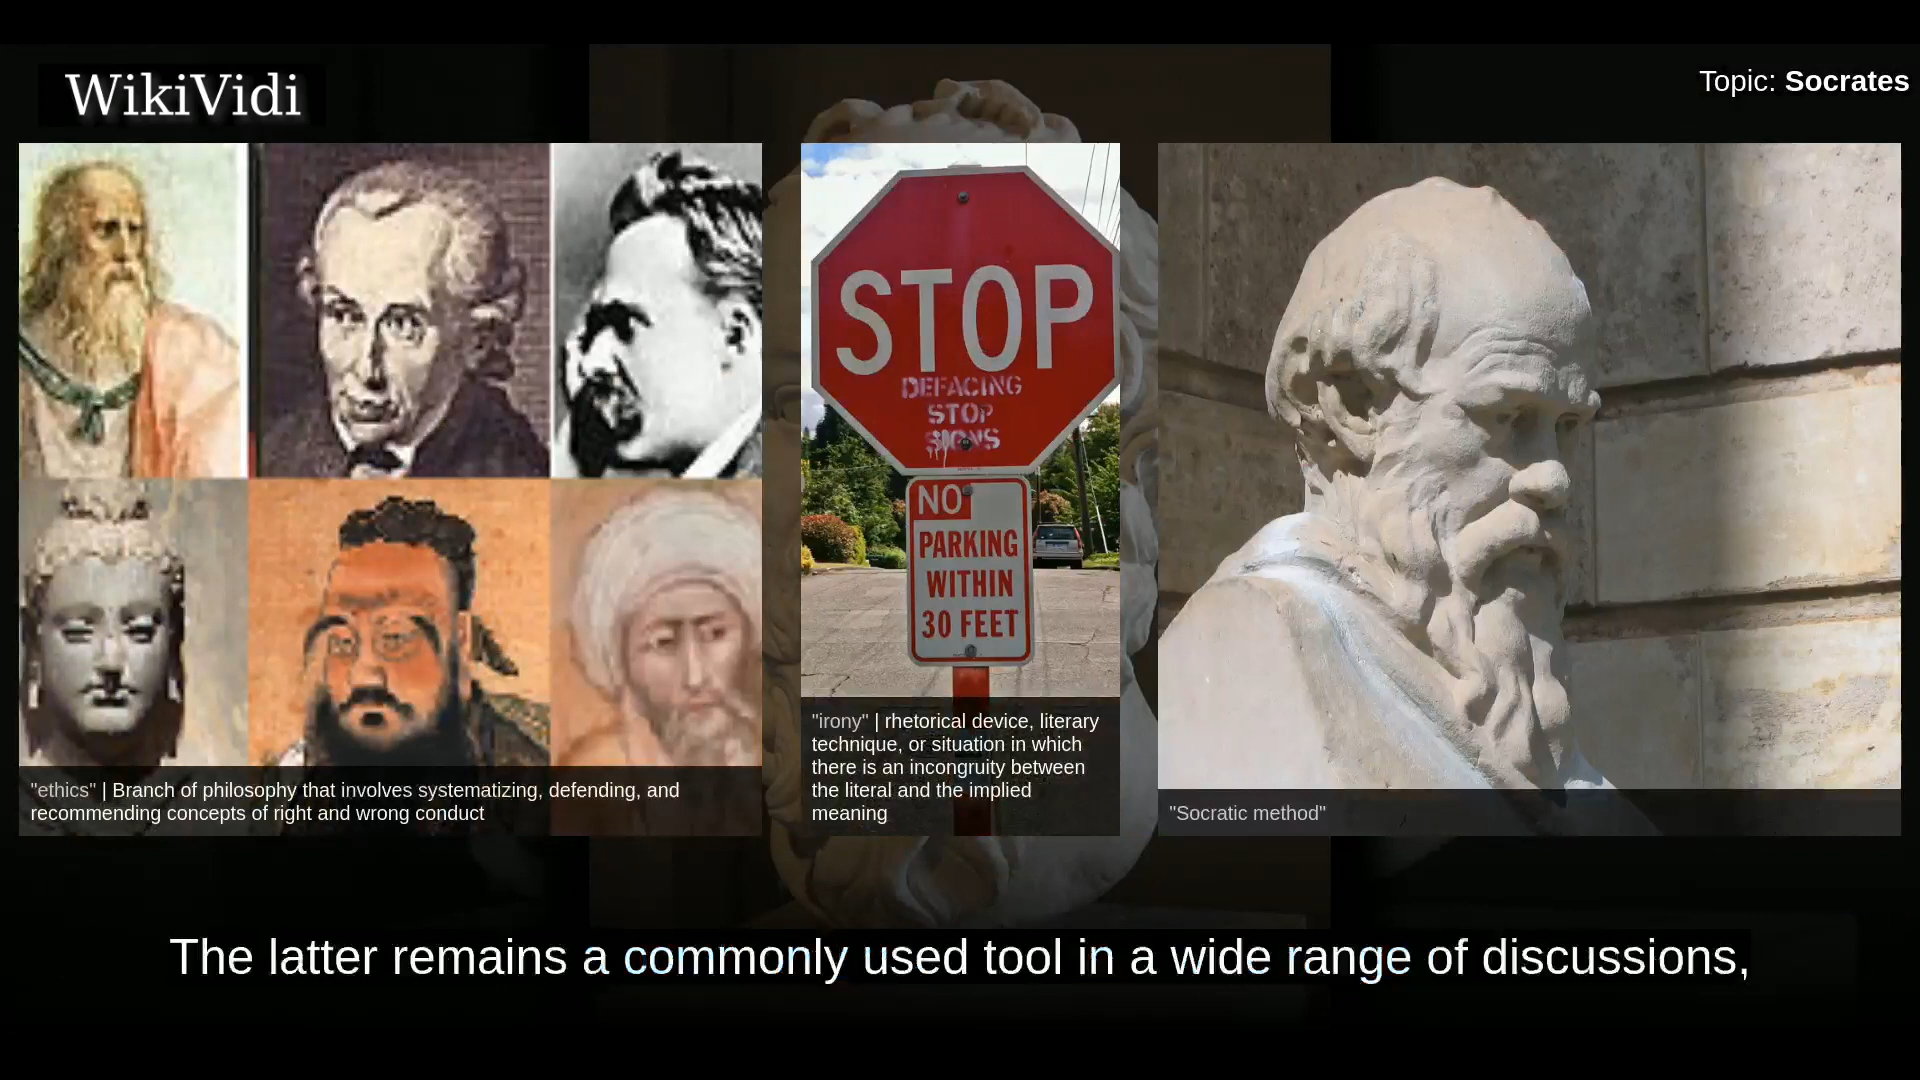 WikiVidi
Topic: Socrates
STOP
DEFACING
STOP
SIGNS
NO
PARKING
WITHIN
30 FEET
"ethics" | Branch of philosophy that involves systematizing, defending, and
recommending concepts of right and wrong conduct
"irony" | rhetorical device, literary
technique, or situation in which
there is an incongruity between
the literal and the implied
meaning
"Socratic method"
The latter remains a commonly used tool in a wide range of discussions,